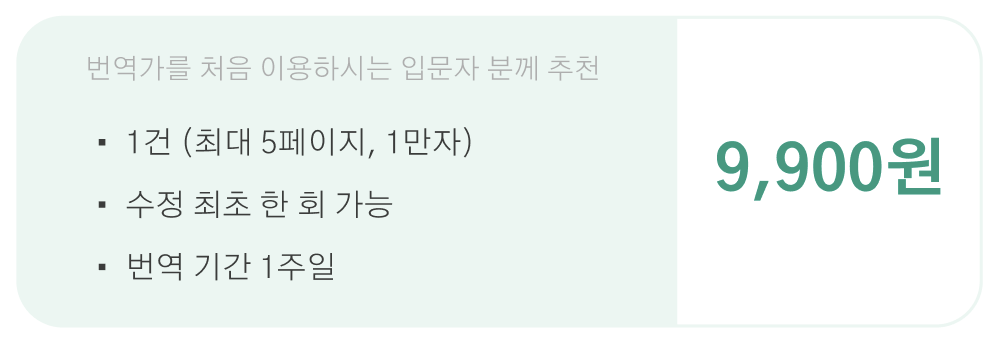 번역가를 처음 이용하시는 입문자 분께 추천
▪ 1건 (최대 5페이지, 1만자)
▪ 수정 최초 한 회 가능
▪ 번역 기간 1주일
9,900원